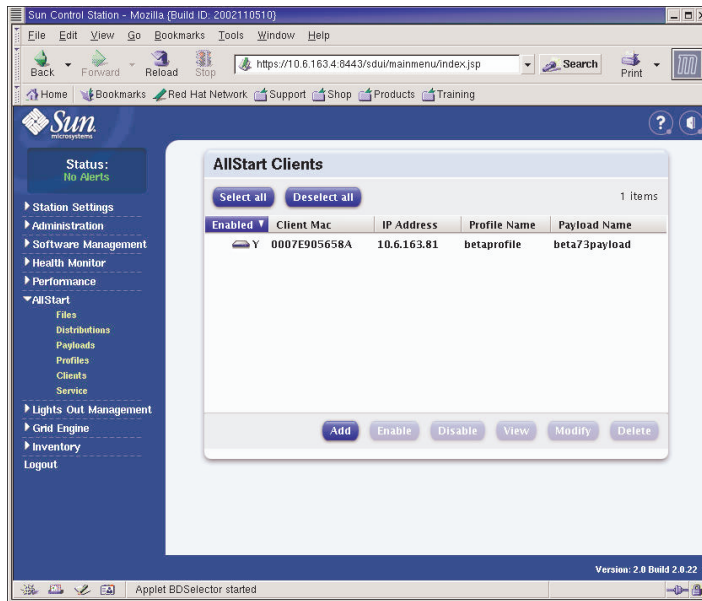 Sun Control Station - Mozilla {Build ID: 2002110510}
File Edit View Go Bookmarks Tools Window Help
Back Forward Reload Stop https://10.6.163.4:8443/sdui/mainmenu/index.jsp Search Print
Home Bookmarks Red Hat Network Support Shop Products Training
Sun
microsystems
?
Status:
No Alerts
Station Settings
Administration
Software Management
Health Monitor
Performance
AllStart
Files
Distributions
Payloads
Profiles
Clients
Service
Lights Out Management
Grid Engine
Inventory
Logout
AllStart Clients
Select all Deselect all 1 items
Enabled Client Mac IP Address Profile Name Payload Name
Y 0007E905658A 10.6.163.81 betaprofile beta73payload
Add Enable Disable View Modify Delete
Version: 2.0 Build 2.0.22
Applet BDSelector started